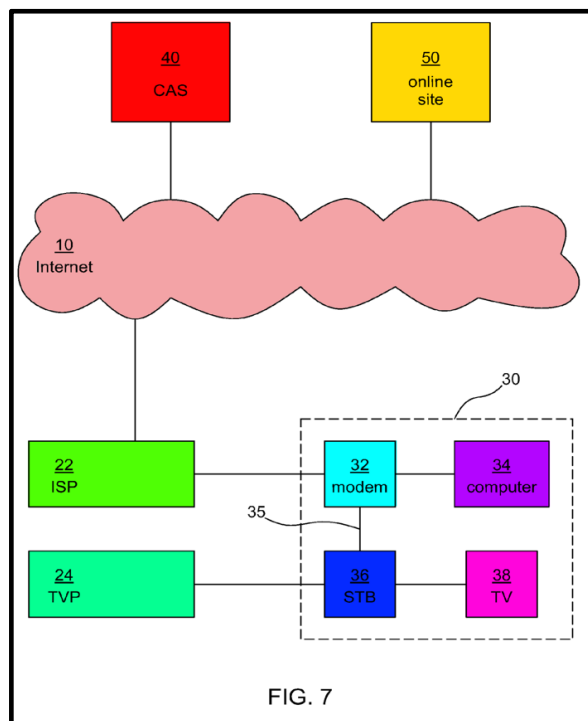 40
CAS
50
online
site
10
Internet
30
22
ISP
32
modem
34
computer
35
24
TVP
36
STB
38
TV
FIG. 7